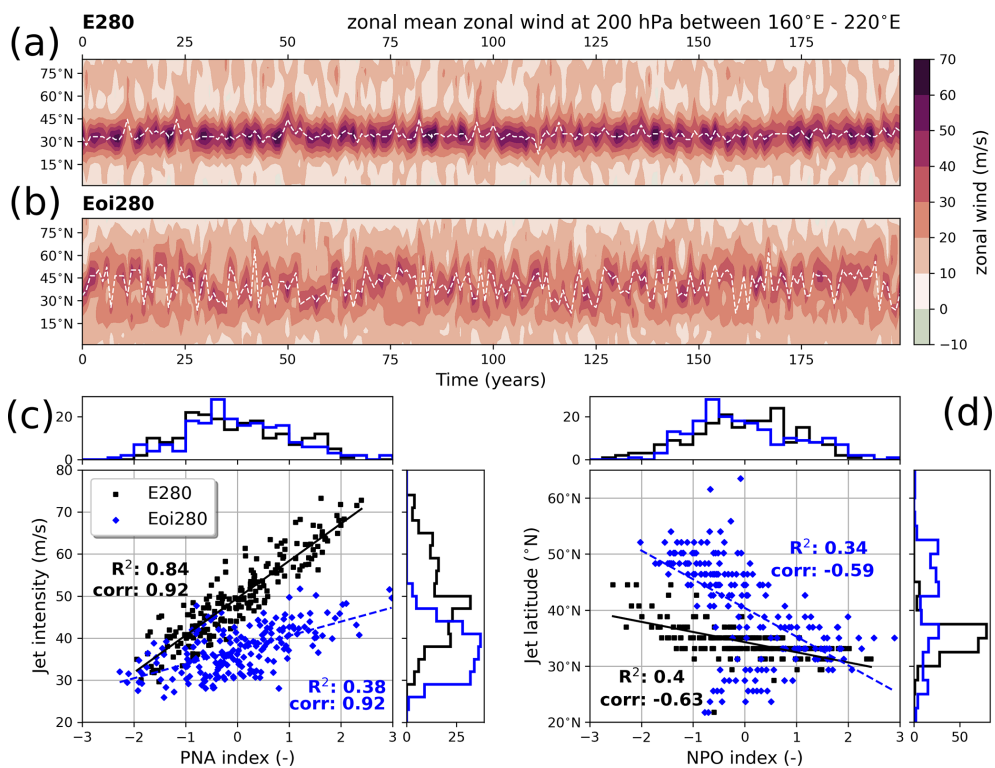 E280
zonal mean zonal wind at 200 hPa between 160°E - 220°E
(a)
0 25 50 75 100 125 150 175
75°N
60°N
45°N
30°N
15°N
(b)
Eoi280
75°N
60°N
45°N
30°N
15°N
0 25 50 75 100 125 150 175
Time (years)
70
60
50
40
30
20
10
0
−10
zonal wind (m/s)
(c)
20
0
80
70
60
50
40
30
20
Jet intensity (m/s)
E280
Eoi280
R²: 0.84
corr: 0.92
R²: 0.38
corr: 0.92
−3 −2 −1 0 1 2 3
PNA index (-)
0 25
(d)
20
0
60°N
50°N
40°N
30°N
20°N
Jet latitude (°N)
R²: 0.34
corr: -0.59
R²: 0.4
corr: -0.63
−3 −2 −1 0 1 2 3
NPO index (-)
0 50